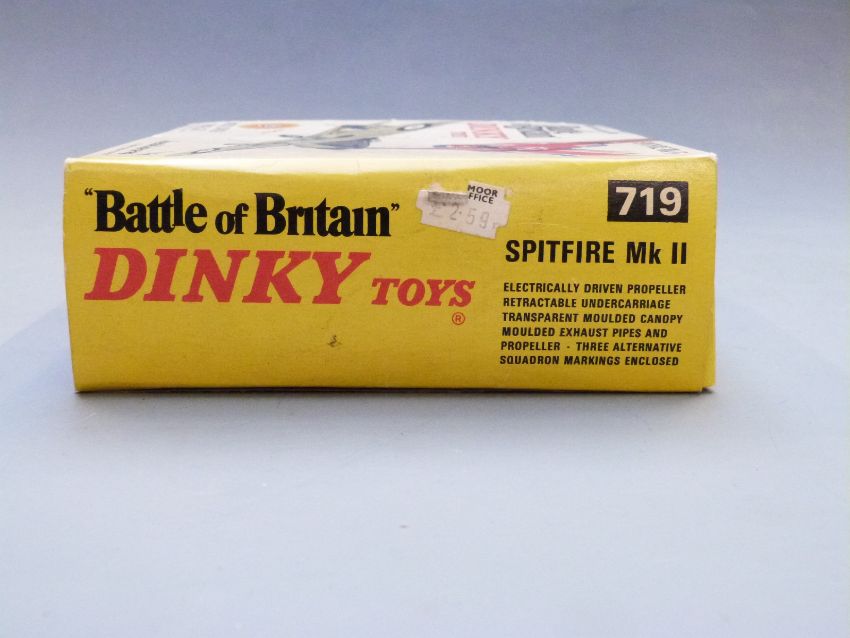 "Battle of Britain"
DINKY TOYS
®
MOOR
FFICE
£2.59
719
SPITFIRE Mk II
ELECTRICALLY DRIVEN PROPELLER
RETRACTABLE UNDERCARRIAGE
TRANSPARENT MOULDED CANOPY
MOULDED EXHAUST PIPES AND
PROPELLER - THREE ALTERNATIVE
SQUADRON MARKINGS ENCLOSED